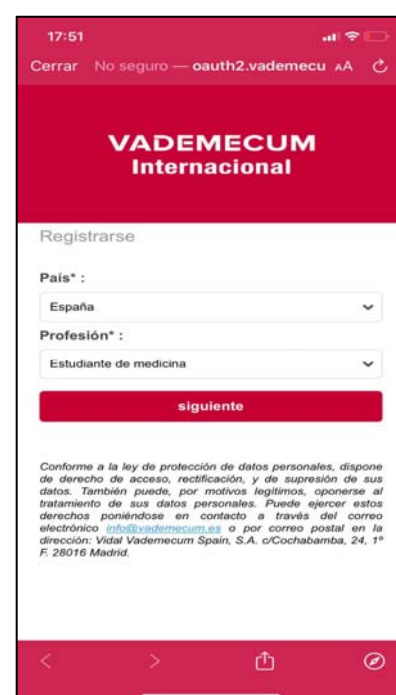 17:51
Cerrar No seguro — oauth2.vademecu AA
VADEMECUM
Internacional
Registrarse
País* :
España
Profesión* :
Estudiante de medicina
siguiente
Conforme a la ley de protección de datos personales, dispone
de derecho de acceso, rectificación, y de supresión de sus
datos. También puede, por motivos legítimos, oponerse al
tratamiento de sus datos personales. Puede ejercer estos
derechos poniéndose en contacto a través del correo
electrónico info@vademecum.es o por correo postal en la
dirección: Vidal Vademecum Spain, S.A. c/Cochabamba, 24, 1º
F. 28016 Madrid.